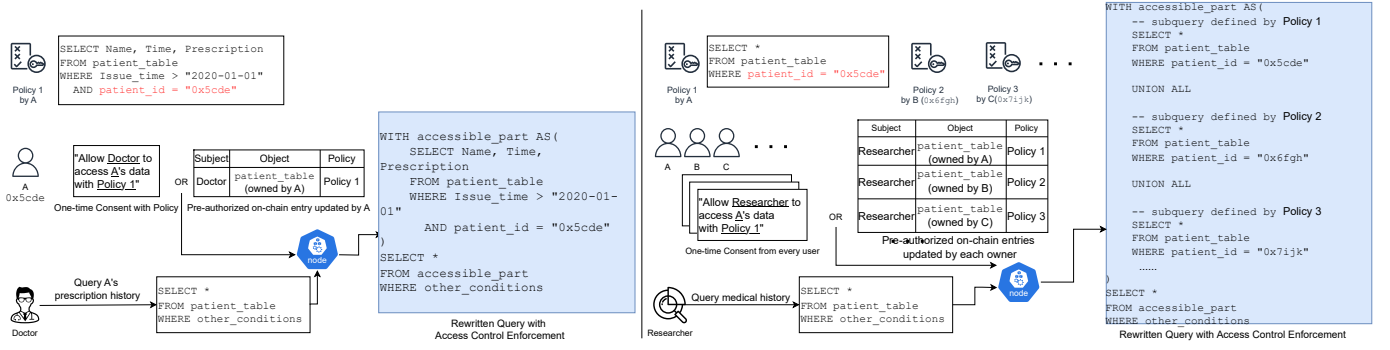 SELECT Name, Time, Prescription
FROM patient_table
WHERE Issue_time > "2020-01-01"
AND patient_id = "0x5cde"
Policy 1
by A
A
0x5cde
"Allow Doctor to
access A's data
with Policy 1"
One-time Consent with Policy
OR
Subject Object Policy
Doctor patient_table
(owned by A) Policy 1
Pre-authorized on-chain entry updated by A
node
Query A's
prescription history
Doctor
SELECT *
FROM patient_table
WHERE other_conditions
WITH accessible_part AS(
SELECT Name, Time,
Prescription
FROM patient_table
WHERE Issue_time > "2020-01-
01"
AND patient_id = "0x5cde"
)
SELECT *
FROM accessible_part
WHERE other_conditions
Rewritten Query with
Access Control Enforcement
SELECT *
FROM patient_table
WHERE patient_id = "0x5cde"
Policy 1
by A
Policy 2
by B (0x6fgh)
Policy 3
by C(0x7ijk)
. . .
A B C
. . .
"Allow Researcher to
access A's data
with Policy 1"
One-time Consent from every user
OR
Subject Object Policy
Researcher patient_table
(owned by A) Policy 1
Researcher patient_table
(owned by B) Policy 2
Researcher patient_table
(owned by C) Policy 3
Pre-authorized on-chain entries
updated by each owner
node
Query medical history
Researcher
SELECT *
FROM patient_table
WHERE other_conditions
WITH accessible_part AS(
-- subquery defined by Policy 1
SELECT *
FROM patient_table
WHERE patient_id = "0x5cde"
UNION ALL
-- subquery defined by Policy 2
SELECT *
FROM patient_table
WHERE patient_id = "0x6fgh"
UNION ALL
-- subquery defined by Policy 3
SELECT *
FROM patient_table
WHERE patient_id = "0x7ijk"
......
)
SELECT *
FROM accessible_part
WHERE other_conditions
Rewritten Query with Access Control Enforcement